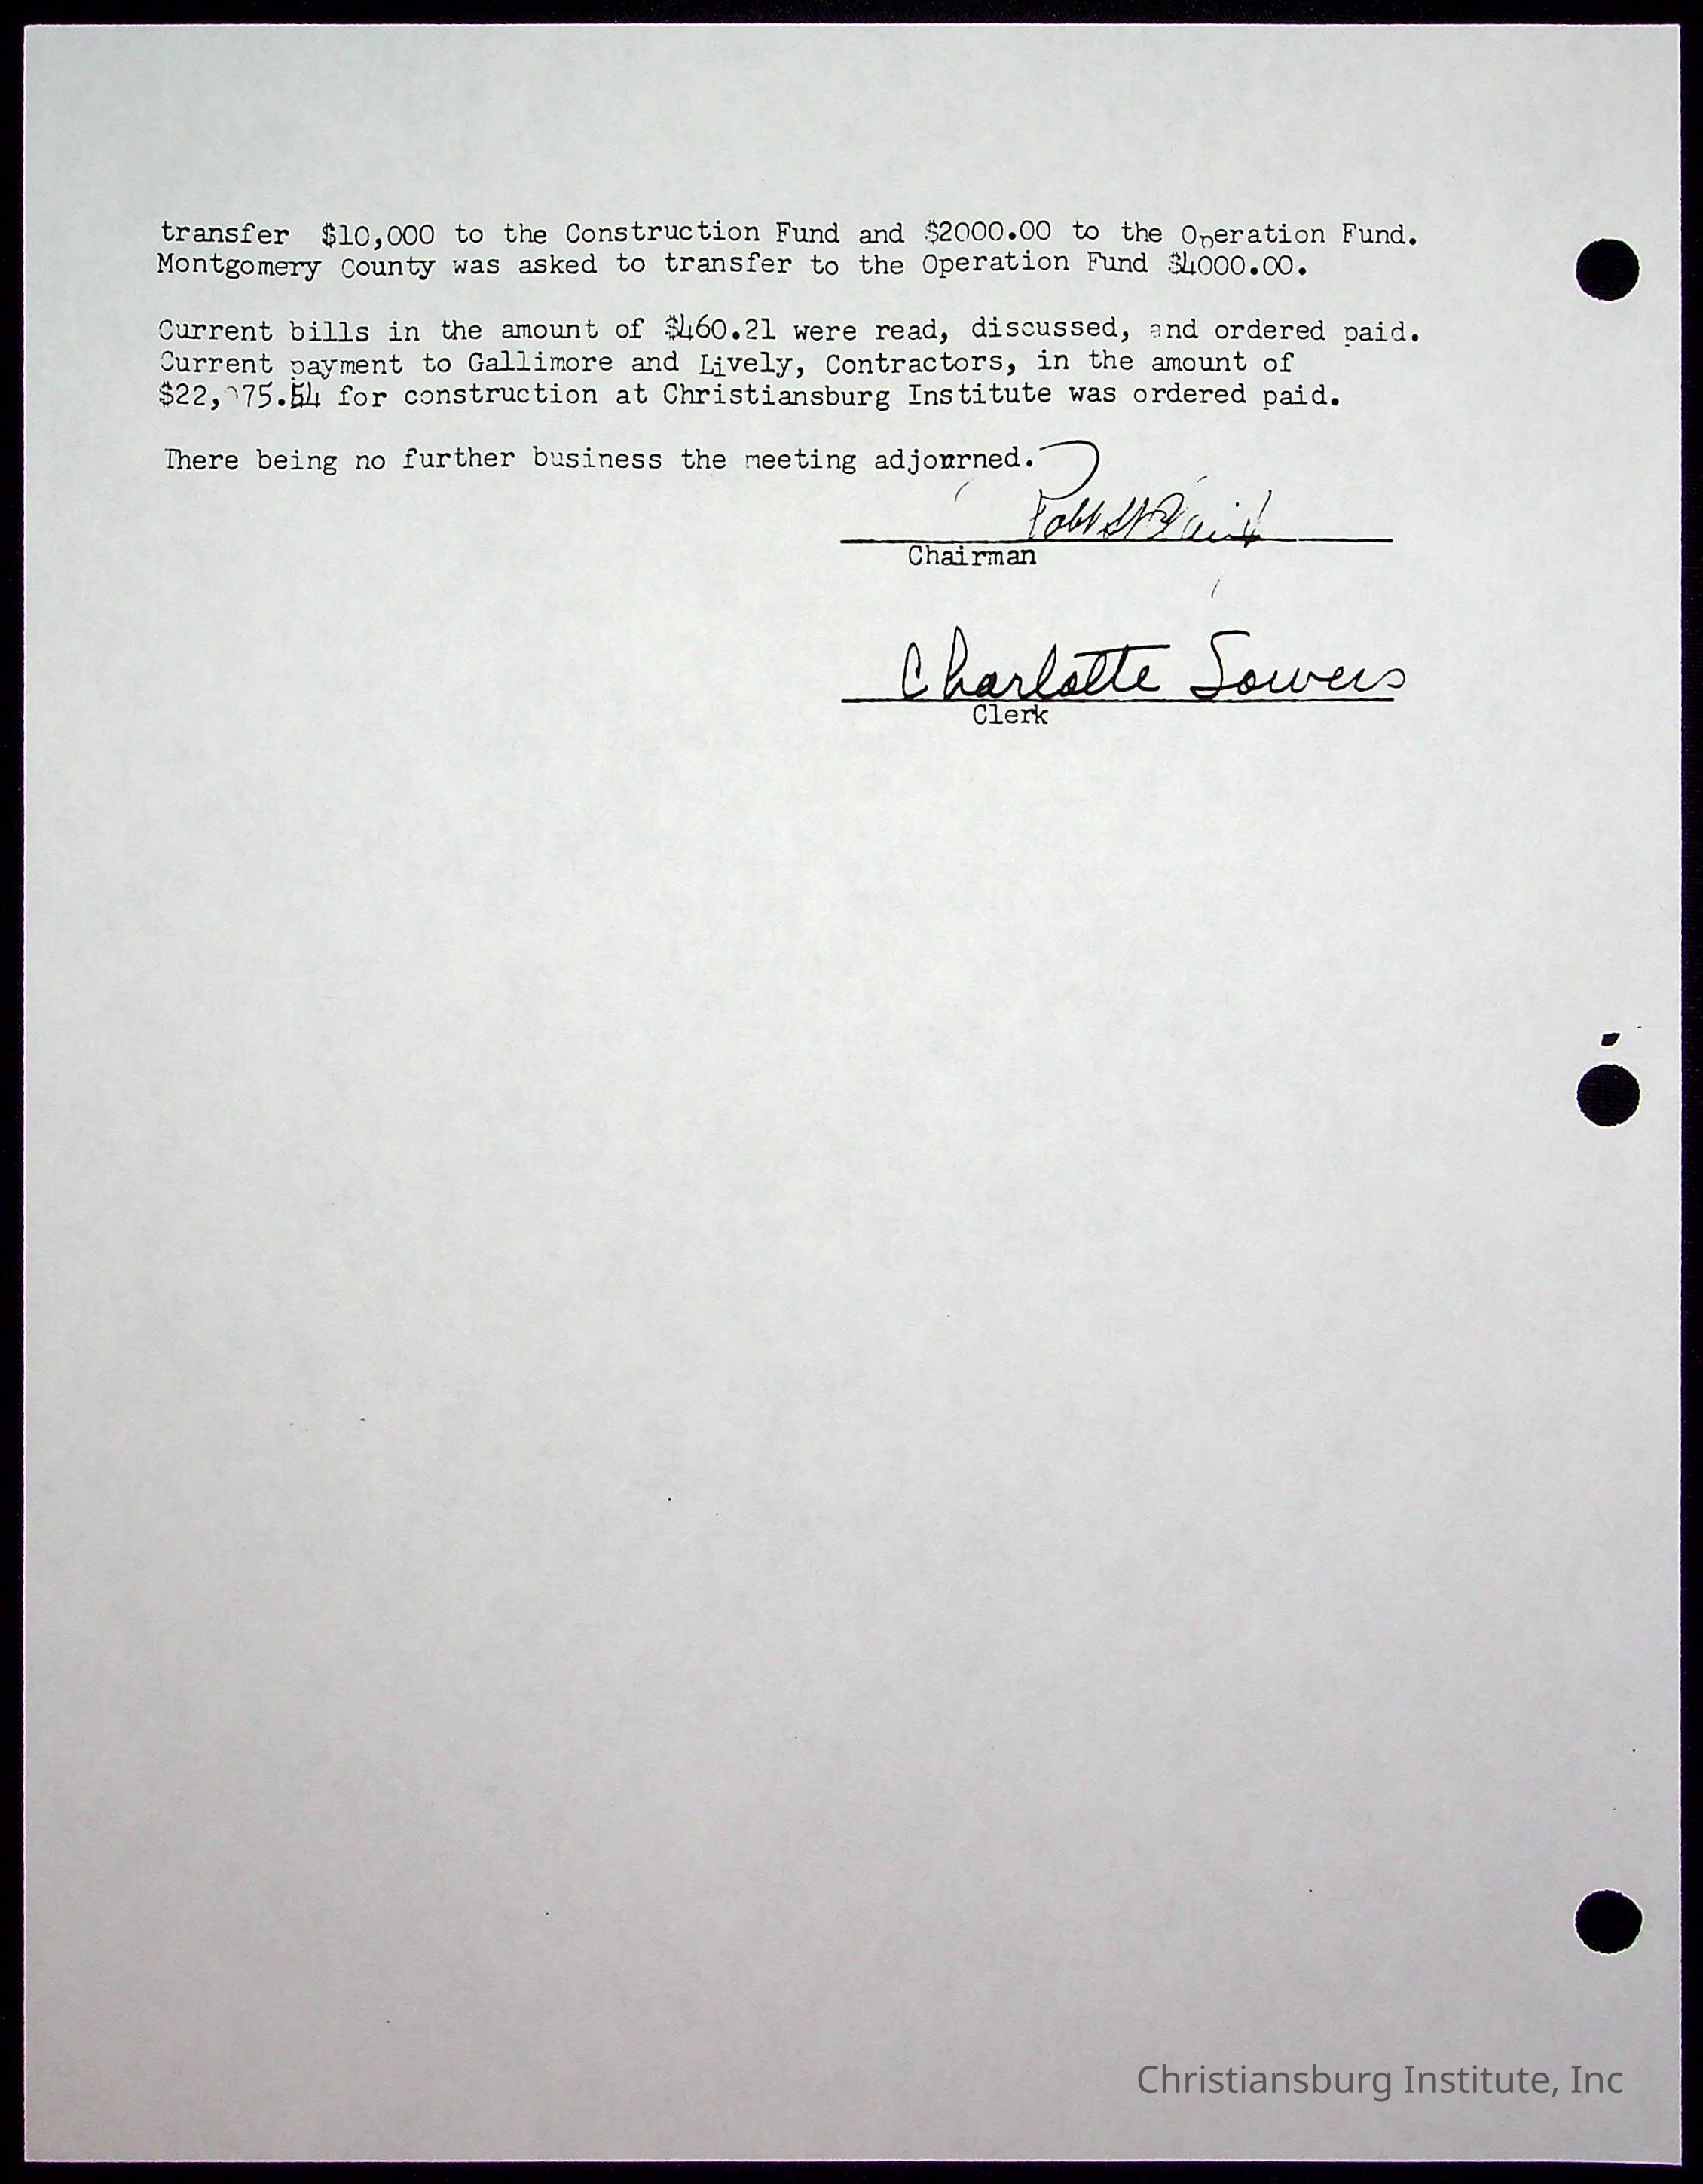 transfer $10,000 to the Construction Fund and $2000.00 to the Operation Fund.
Montgomery County was asked to transfer to the Operation Fund $4000.00.
Current bills in the amount of $460.21 were read, discussed, and ordered paid.
Current payment to Gallimore and Lively, Contractors, in the amount of
for construction at Christiansburg Institute was ordered paid.
There being no further business the meeting adjourned.
Chairman
Charlotte Sowers
Clerk
Christiansburg Institute, Inc